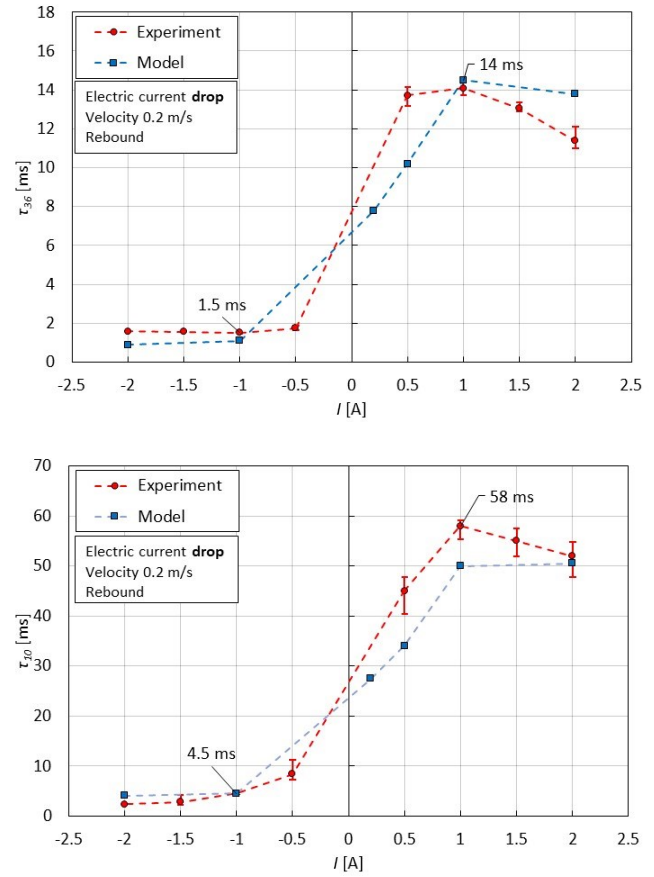 18
16
14
12
10
8
6
4
2
0
τ36 [ms]
Experiment
Model
Electric current drop
Velocity 0.2 m/s
Rebound
14 ms
1.5 ms
-2.5 -2 -1.5 -1 -0.5 0 0.5 1 1.5 2 2.5
I [A]
70
60
50
40
30
20
10
0
τ10 [ms]
Experiment
Model
Electric current drop
Velocity 0.2 m/s
Rebound
58 ms
4.5 ms
-2.5 -2 -1.5 -1 -0.5 0 0.5 1 1.5 2 2.5
I [A]